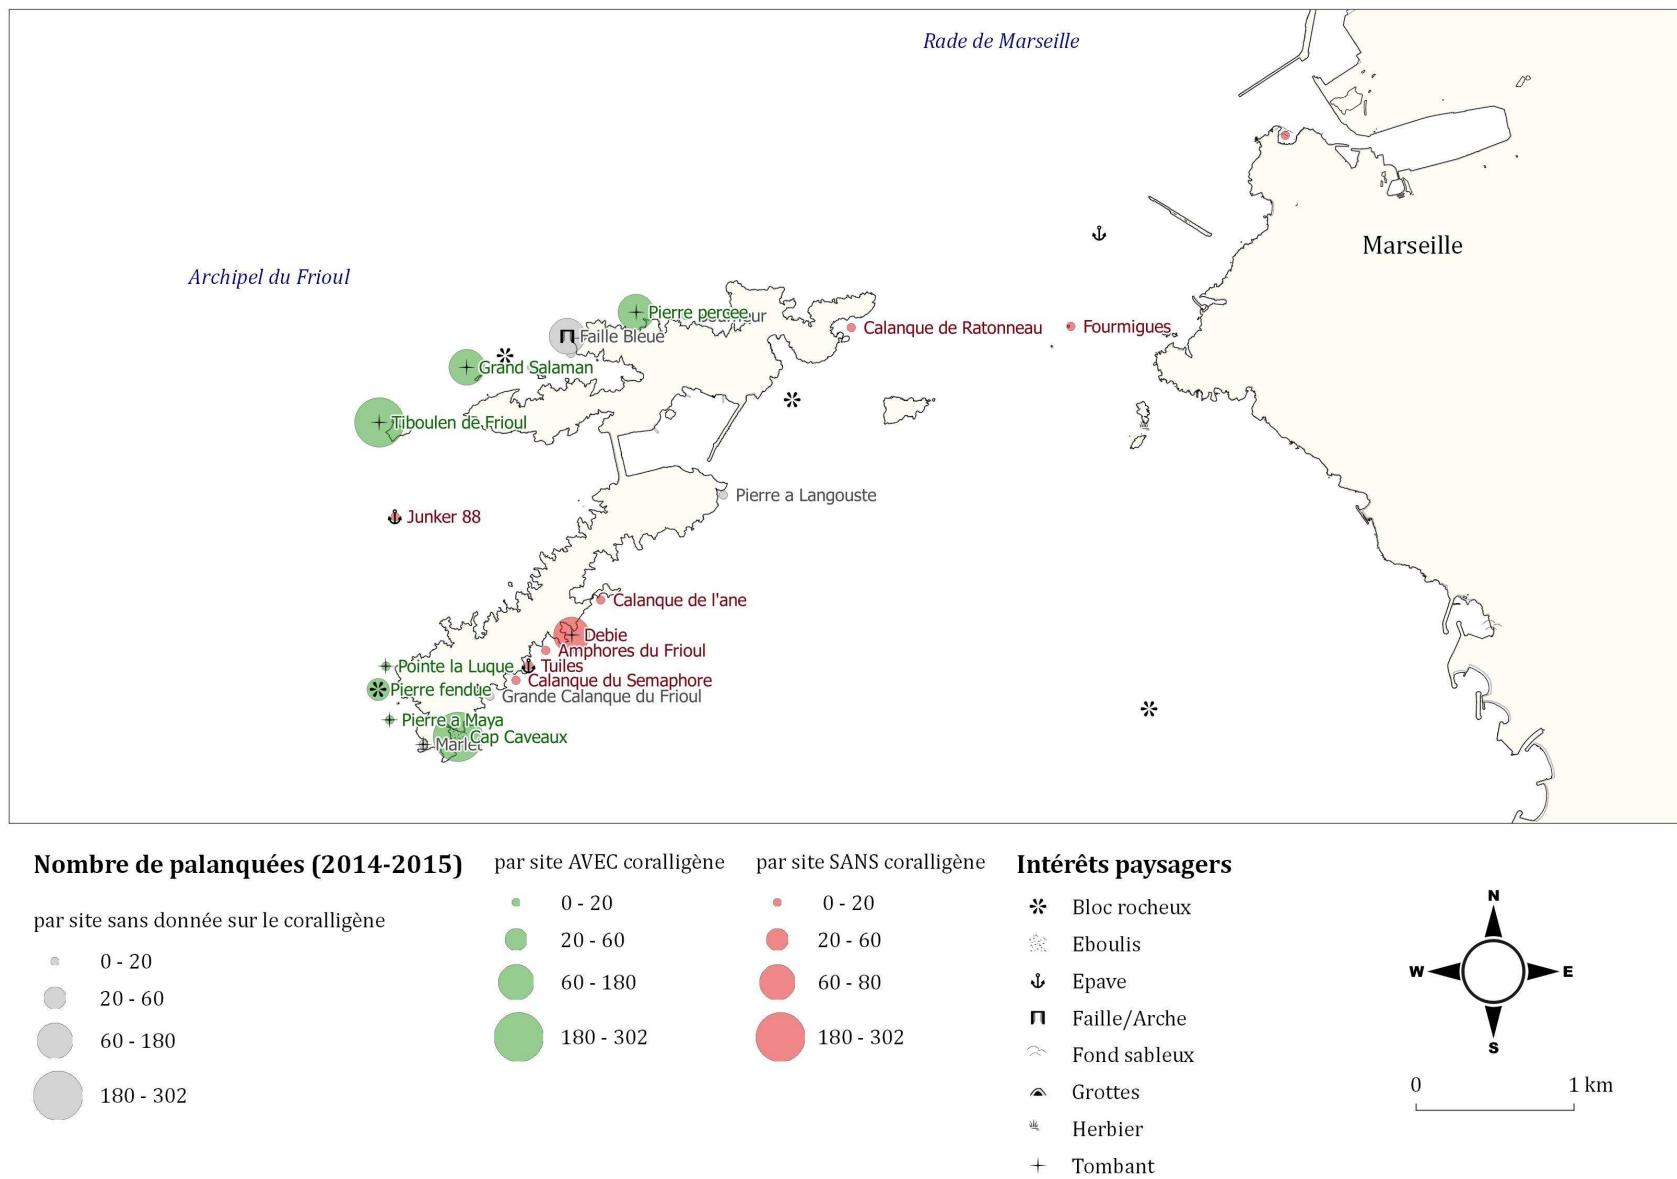 Rade de Marseille
Marseille
Archipel du Frioul
Pierre percee
Faille Bleue
Calanque de Ratonneau
Fourmigues
Grand Salaman
Tiboulen de Frioul
Pierre a Langouste
Junker 88
Calanque de l'ane
Debie
Amphores du Frioul
Pointe la Luque
Tuiles
Calanque du Semaphore
Pierre fendue
Grande Calanque du Frioul
Pierre a Maya
Cap Caveaux
Marlet
Nombre de palanquées (2014-2015)
par site sans donnée sur le coralligène
0 - 20
20 - 60
60 - 180
180 - 302
par site AVEC coralligène
0 - 20
20 - 60
60 - 180
180 - 302
par site SANS coralligène
0 - 20
20 - 60
60 - 80
180 - 302
Intérêts paysagers
Bloc rocheux
Eboulis
Epave
Faille/Arche
Fond sableux
Grottes
Herbier
Tombant
N
W
E
S
0
1 km